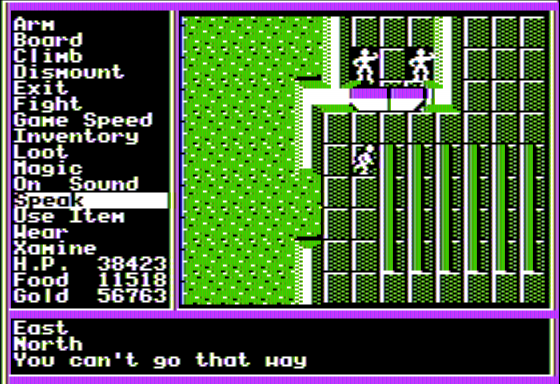 Arm
Board
Climb
Dismount
Exit
Fight
Game Speed
Inventory
Loot
Magic
On Sound
Speak
Use Item
Wear
Xamine
H.P. 38423
Food 11518
Gold 56763
East
North
You can't go that way